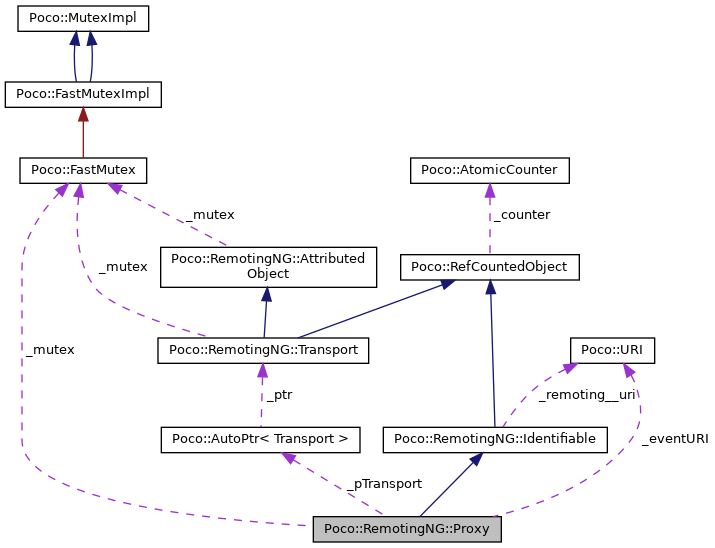 Poco::MutexImpl
Poco::FastMutexImpl
Poco::FastMutex
Poco::AtomicCounter
_mutex
_counter
Poco::RemotingNG::Attributed
Object
_mutex
Poco::RefCountedObject
_mutex
Poco::RemotingNG::Transport
Poco::URI
_ptr
_remoting__uri
Poco::AutoPtr< Transport >
Poco::RemotingNG::Identifiable
_eventURI
_pTransport
Poco::RemotingNG::Proxy